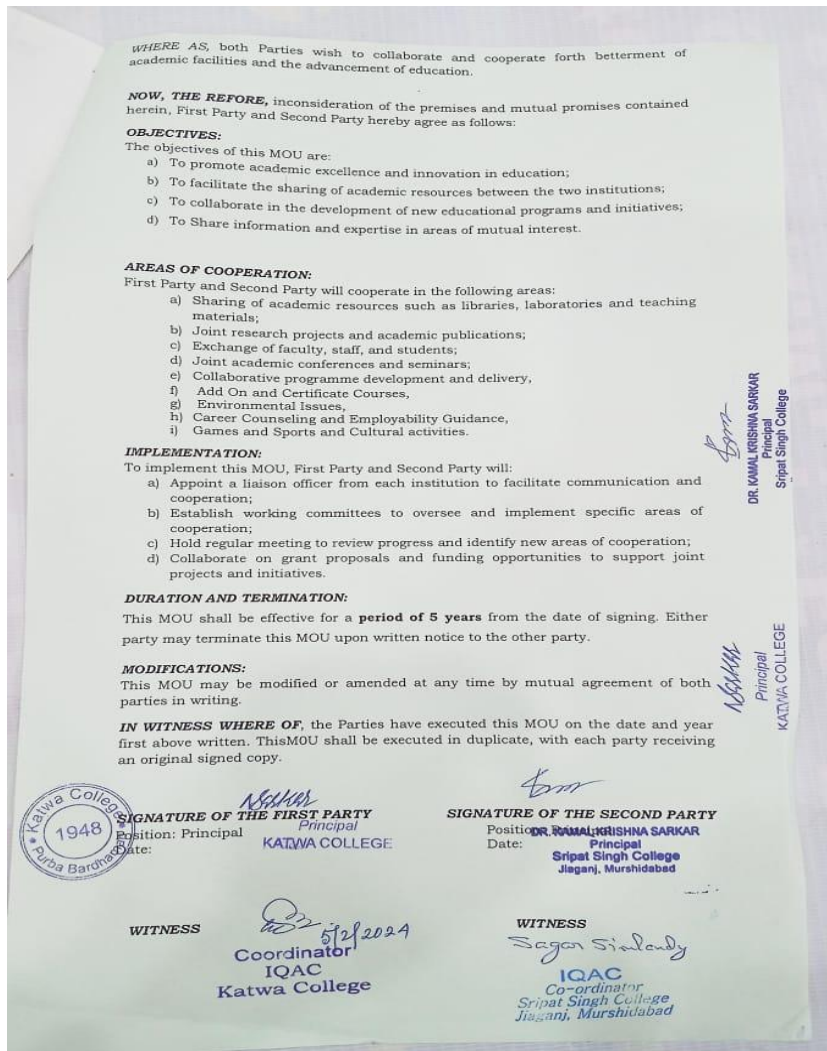 WHERE AS, both Parties wish to collaborate and cooperate forth betterment of
academic facilities and the advancement of education.
NOW, THE REFORE, inconsideration of the premises and mutual promises contained
herein, First Party and Second Party hereby agree as follows:
OBJECTIVES:
The objectives of this MOU are:
a) To promote academic excellence and innovation in education;
b) To facilitate the sharing of academic resources between the two institutions;
c) To collaborate in the development of new educational programs and initiatives;
d) To Share information and expertise in areas of mutual interest.
AREAS OF COOPERATION:
First Party and Second Party will cooperate in the following areas:
a) Sharing of academic resources such as libraries, laboratories and teaching
materials;
b) Joint research projects and academic publications;
c) Exchange of faculty, staff, and students;
d) Joint academic conferences and seminars;
e) Collaborative programme development and delivery,
f) Add On and Certificate Courses,
g) Environmental Issues,
h) Career Counseling and Employability Guidance,
i) Games and Sports and Cultural activities.
IMPLEMENTATION:
To implement this MOU, First Party and Second Party will:
a) Appoint a liaison officer from each institution to facilitate communication and
cooperation;
b) Establish working committees to oversee and implement specific areas of
cooperation;
c) Hold regular meeting to review progress and identify new areas of cooperation;
d) Collaborate on grant proposals and funding opportunities to support joint
projects and initiatives.
DURATION AND TERMINATION:
This MOU shall be effective for a period of 5 years from the date of signing. Either
party may terminate this MOU upon written notice to the other party.
MODIFICATIONS:
This MOU may be modified or amended at any time by mutual agreement of both
parties in writing.
IN WITNESS WHERE OF, the Parties have executed this MOU on the date and year
first above written. ThisM0U shall be executed in duplicate, with each party receiving
an original signed copy.
DR. KAMAL KRISHNA SARKAR
Principal
Sripat Singh College
Principal
KATWA COLLEGE
Katwa College
1948
Purba Bardhaman
SIGNATURE OF THE FIRST PARTY
Position: Principal
Principal
Date:
KATWA COLLEGE
SIGNATURE OF THE SECOND PARTY
Position:
DR. KAMAL KRISHNA SARKAR
Date:
Principal
Sripat Singh College
Jiaganj, Murshidabad
WITNESS
5/2/2024
Coordinator
IQAC
Katwa College
WITNESS
Sagar Simlandy
IQAC
Co-ordinator
Sripat Singh College
Jiaganj, Murshidabad